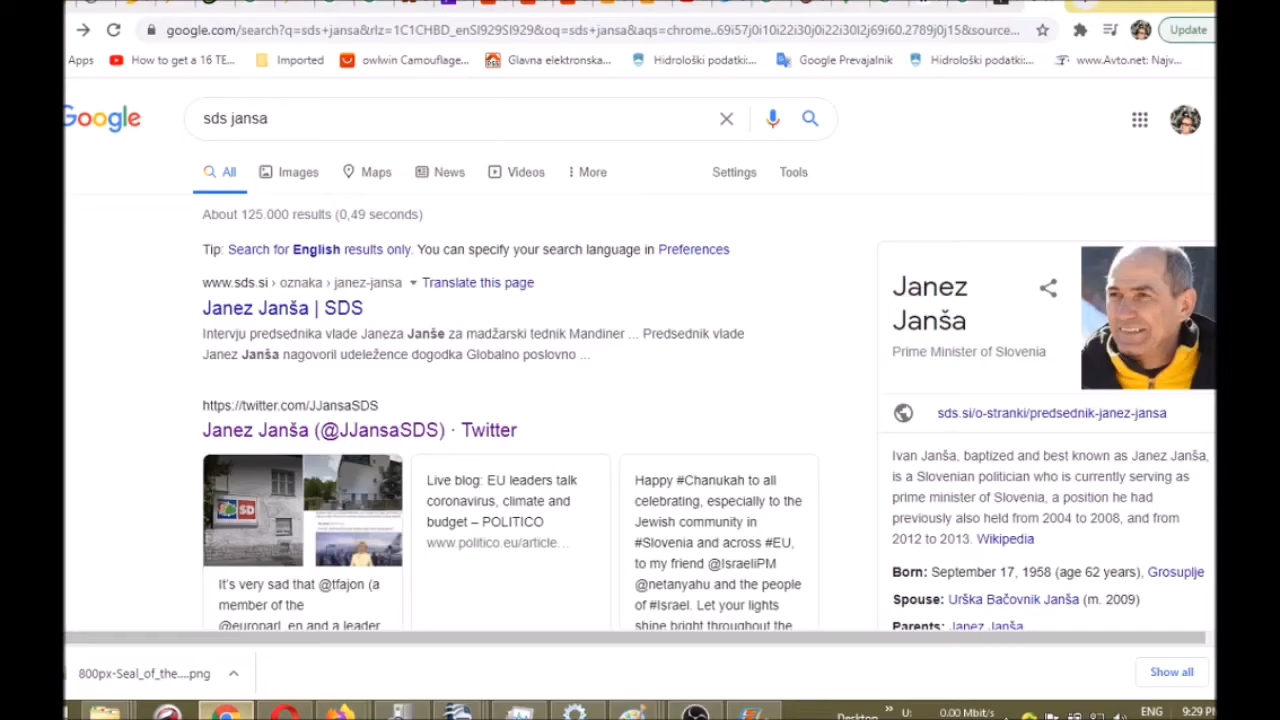 google.com/search?q=sds+jansa&rlz=1C1CHBD_enSI929SI929&oq=sds+jansa&aqs=chrome..69i57j0i10i22i30j0i22i30l2j69i60.2789j0j15&source...
Update
Apps
How to get a 16 TE...
Imported
owlwin Camouflage...
Glavna elektronska...
Hidrološki podatki:...
Google Prevajalnik
Hidrološki podatki:...
www.Avto.net: Najv...
Google
sds jansa
All
Images
Maps
News
Videos
More
Settings
Tools
About 125.000 results (0,49 seconds)
Tip: Search for English results only. You can specify your search language in Preferences
www.sds.si › oznaka › janez-jansa
Translate this page
Janez Janša | SDS
Intervju predsednika vlade Janeza Janše za madžarski tednik Mandiner ... Predsednik vlade
Janez Janša nagovoril udeležence dogodka Globalno poslovno ...
https://twitter.com/JJansaSDS
Janez Janša (@JJansaSDS) · Twitter
SD
It's very sad that @tfajon (a
member of the
@europarl_en and a leader
Live blog: EU leaders talk
coronavirus, climate and
budget – POLITICO
www.politico.eu/article...
Happy #Chanukah to all
celebrating, especially to the
Jewish community in
#Slovenia and across #EU,
to my friend @IsraeliPM
@netanyahu and the people
of #Israel. Let your lights
shine bright throughout the
Janez
Janša
Prime Minister of Slovenia
sds.si/o-stranki/predsednik-janez-jansa
Ivan Janša, baptized and best known as Janez Janša,
is a Slovenian politician who is currently serving as
prime minister of Slovenia, a position he had
previously also held from 2004 to 2008, and from
2012 to 2013. Wikipedia
Born: September 17, 1958 (age 62 years), Grosuplje
Spouse: Urška Bačovnik Janša (m. 2009)
Parents: Janez Janša
800px-Seal_of_the....png
Show all
Desktop
»
U:
0.00 Mbit/s
ENG
9:29 PM